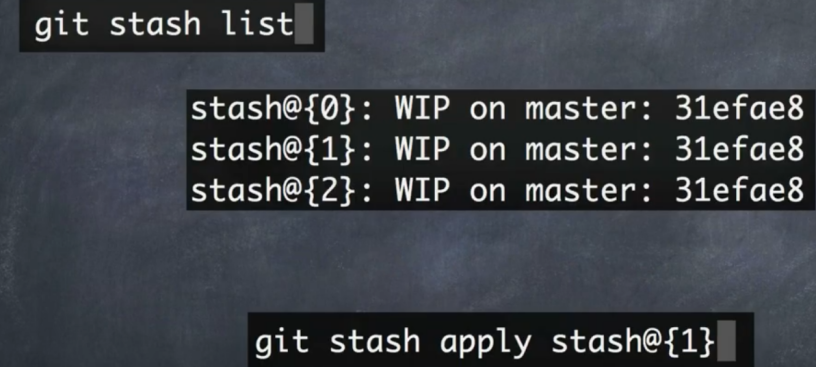 git stash list
stash@{0}: WIP on master: 31efae8
stash@{1}: WIP on master: 31efae8
stash@{2}: WIP on master: 31efae8
git stash apply stash@{1}